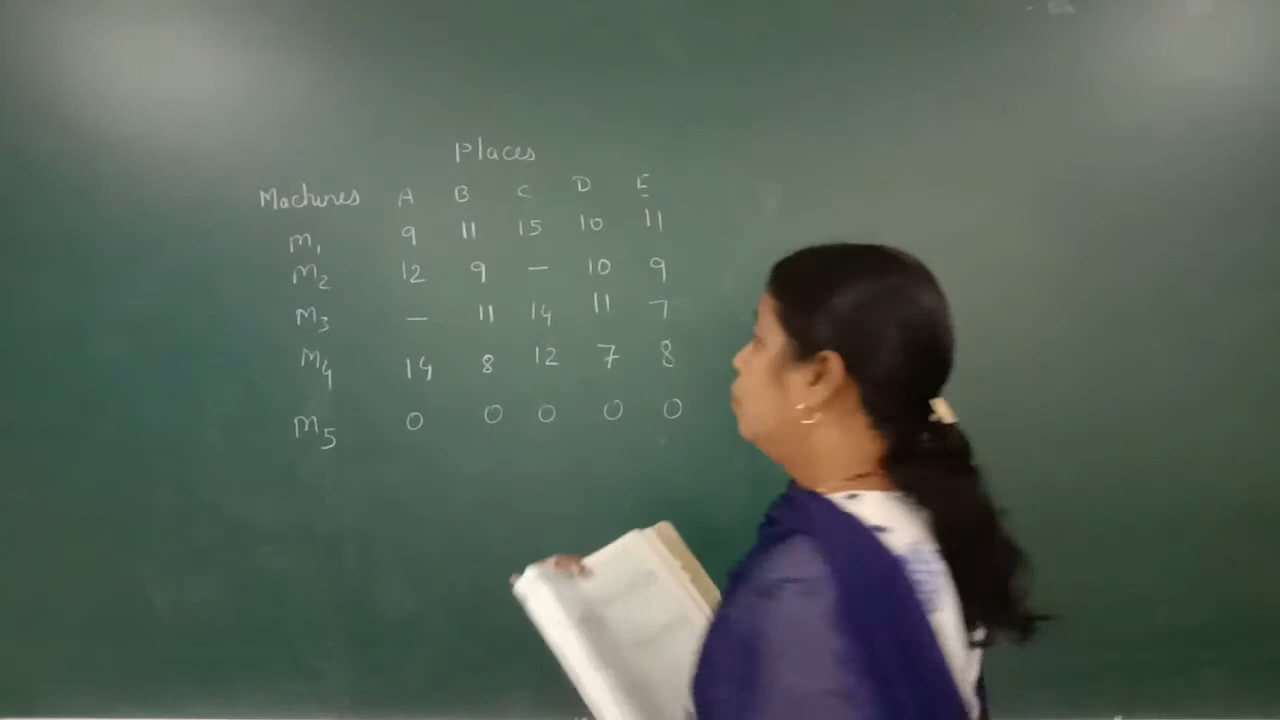 Places
Machines A B C D E
M₁ 9 11 15 10 11
M₂ 12 9 — 10 9
M₃ — 11 14 11 7
M₄ 14 8 12 7 8
M₅ 0 0 0 0 0